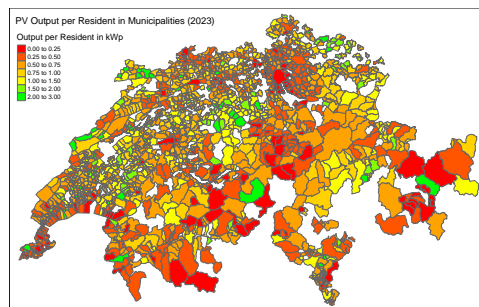 PV Output per Resident in Municipalities (2023)
Output per Resident in kWp
0.00 to 0.25
0.25 to 0.50
0.50 to 0.75
0.75 to 1.00
1.00 to 1.50
1.50 to 2.00
2.00 to 3.00